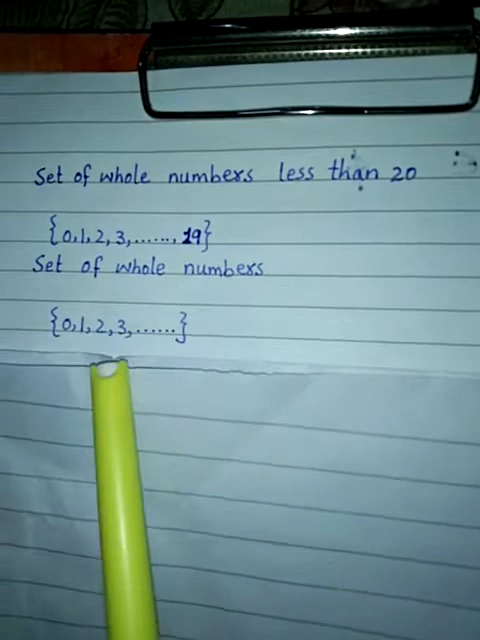 Set of whole numbers less than 20
{0,1,2,3,......,19}
Set of whole numbers
{0,1,2,3,......}